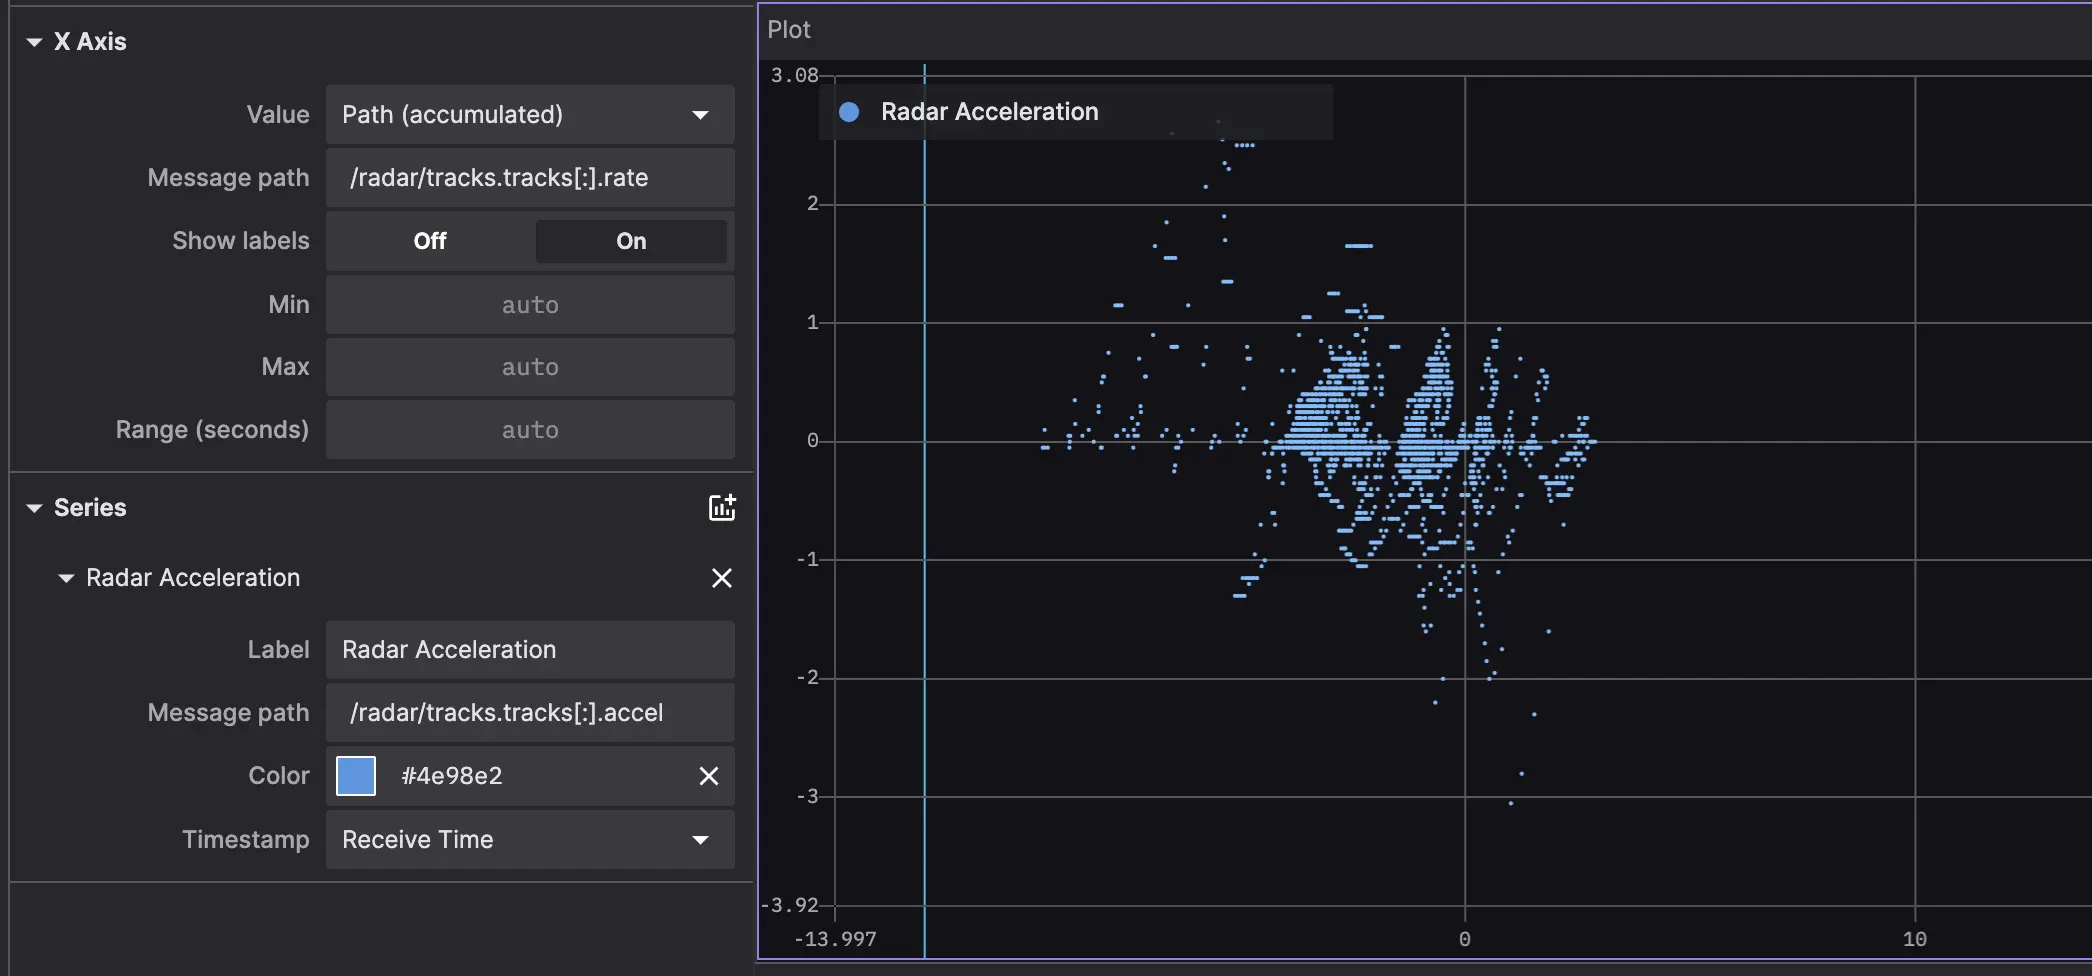 X Axis
Value Path (accumulated)
Message path /radar/tracks.tracks[:].rate
Show labels Off On
Min auto
Max auto
Range (seconds) auto
Series
Radar Acceleration
Label Radar Acceleration
Message path /radar/tracks.tracks[:].accel
Color #4e98e2
Timestamp Receive Time
Plot
3.08
Radar Acceleration
2
1
0
-1
-2
-3
-3.92
-13.997 0 10